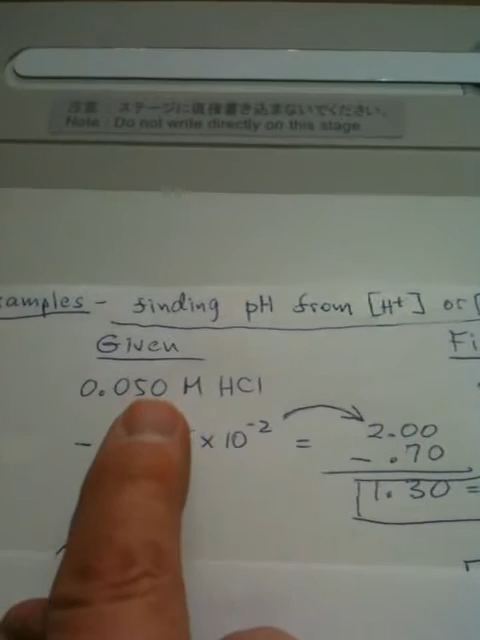 注意：ステージに直接書き込まないでください。
Note : Do not write directly on this stage
amples - finding pH from [H+] or [
Given Fi
0.050 M HCl
- × 10⁻² = 2.00
- .70
1.30 =